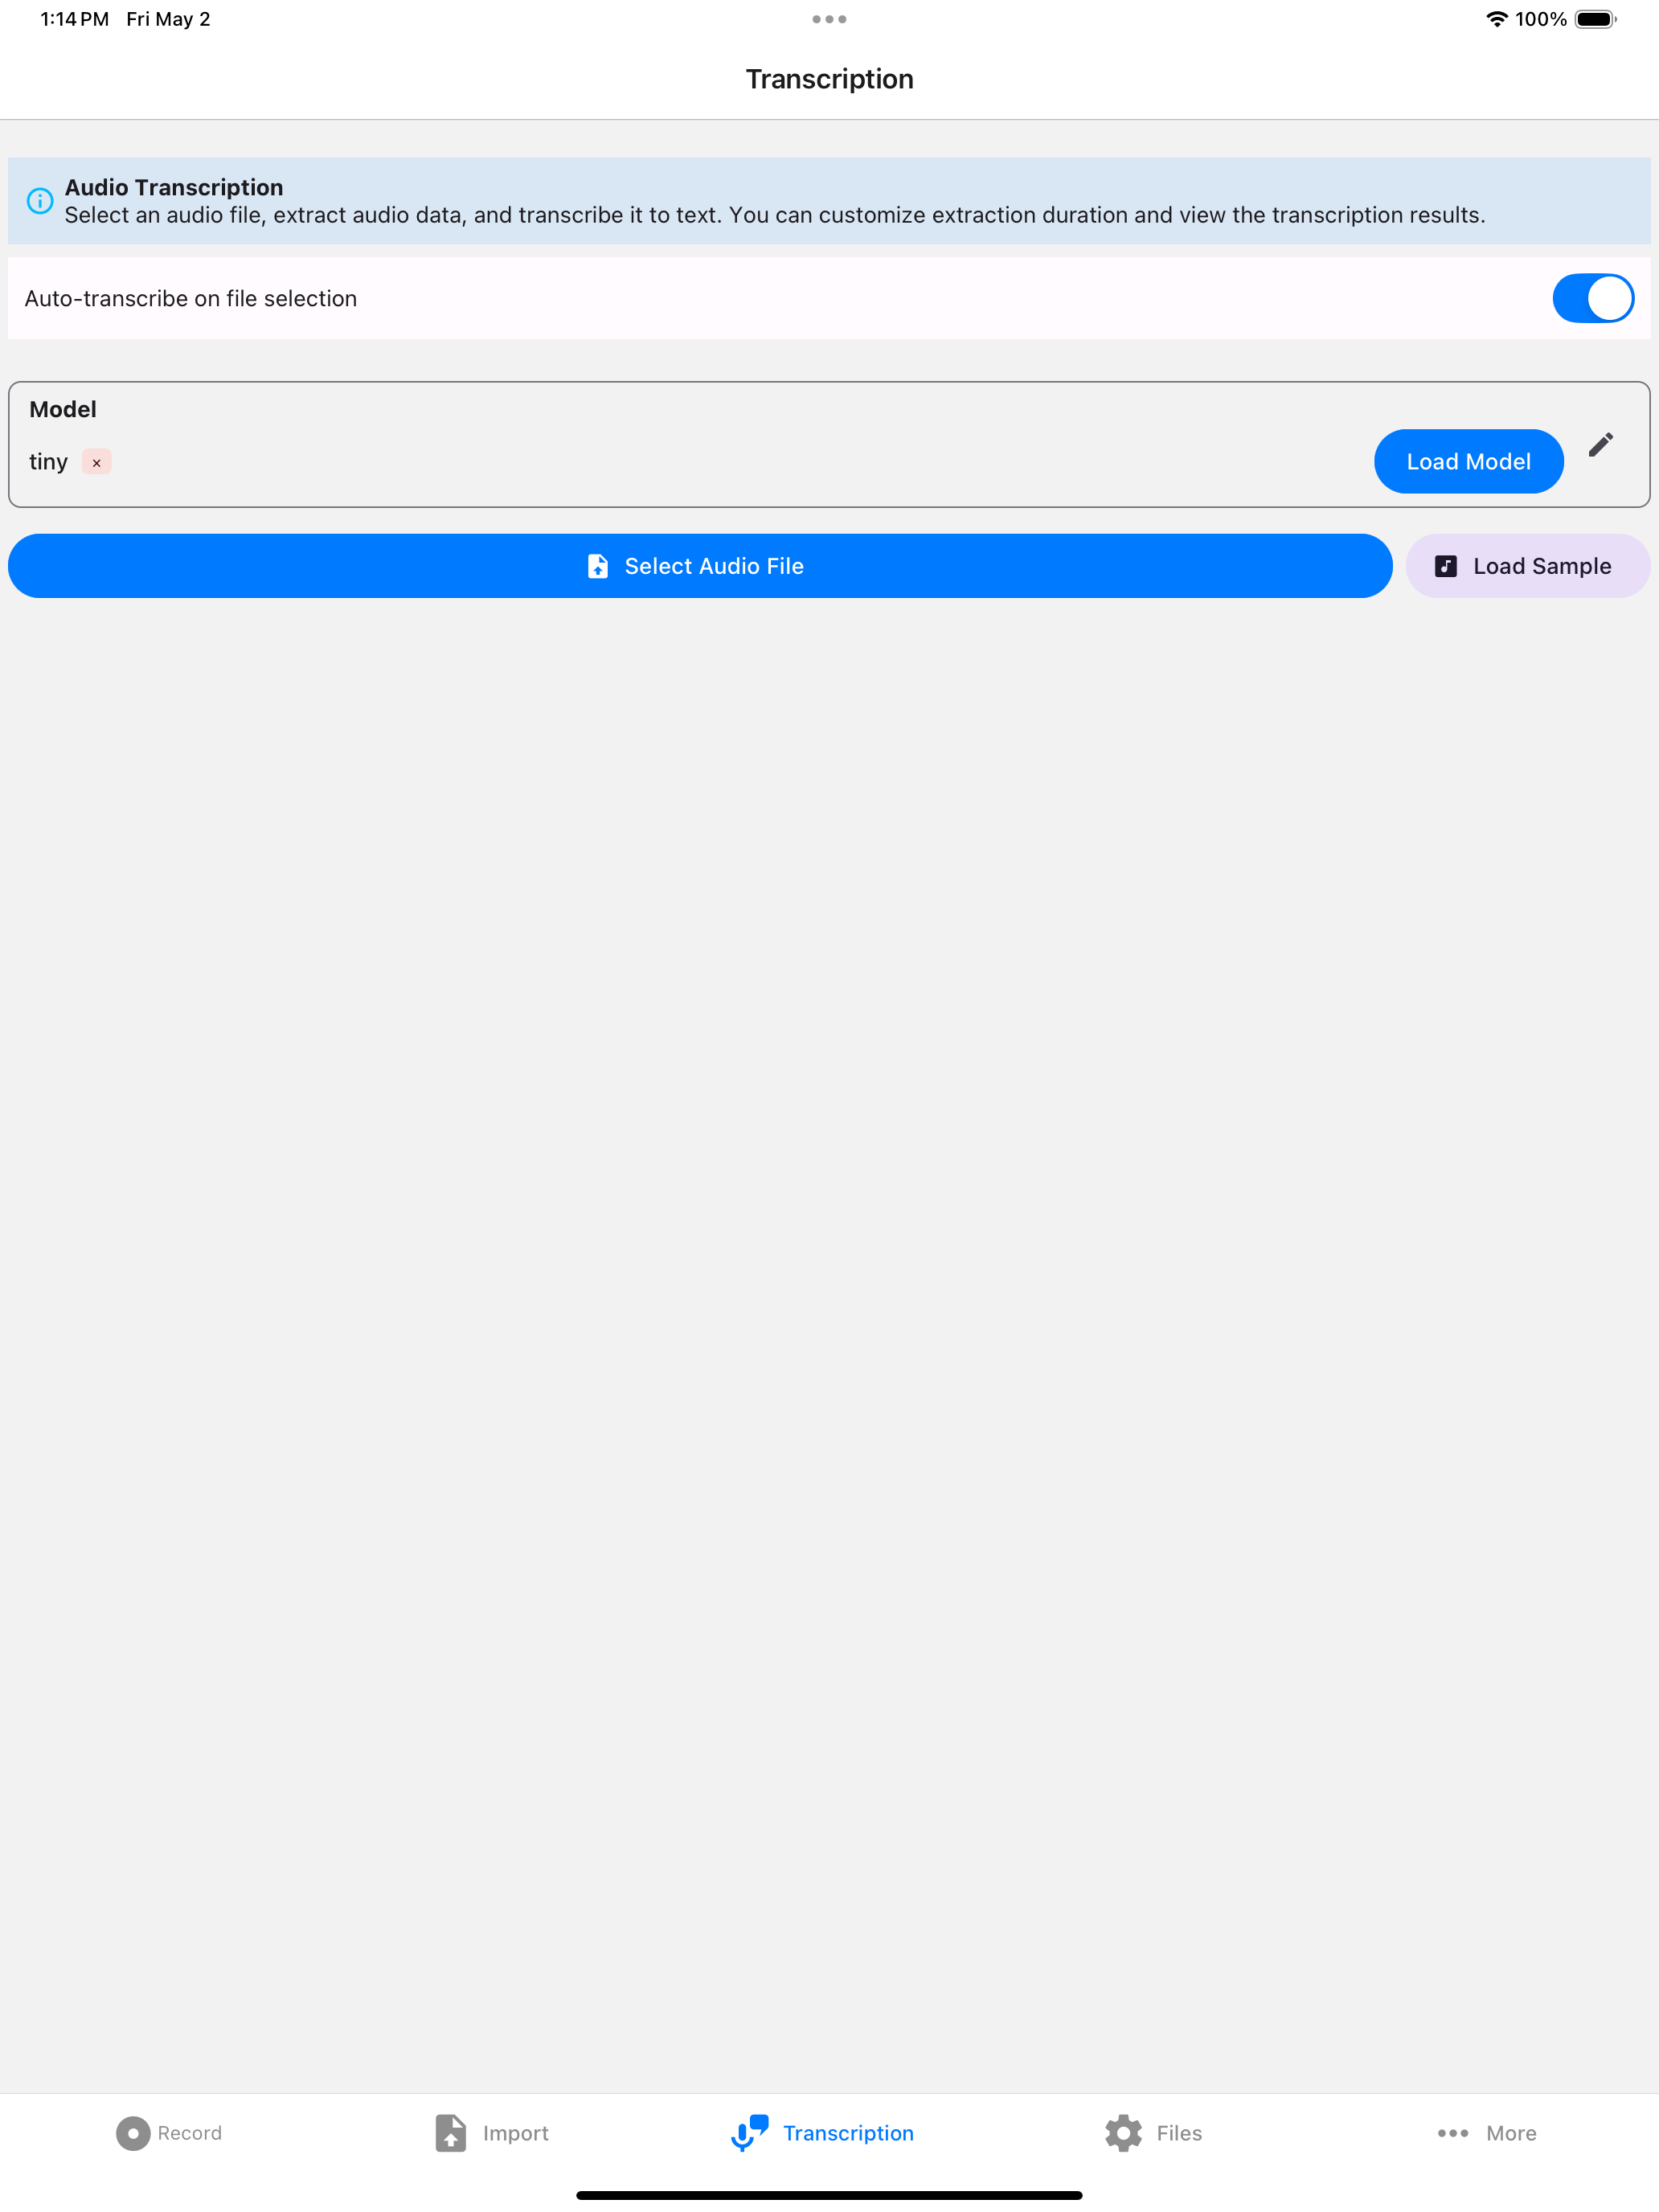 1:14 PM Fri May 2
100%
Transcription
Audio Transcription
Select an audio file, extract audio data, and transcribe it to text. You can customize extraction duration and view the transcription results.
Auto-transcribe on file selection
Model
tiny ×
Load Model
Select Audio File
Load Sample
Record
Import
Transcription
Files
More